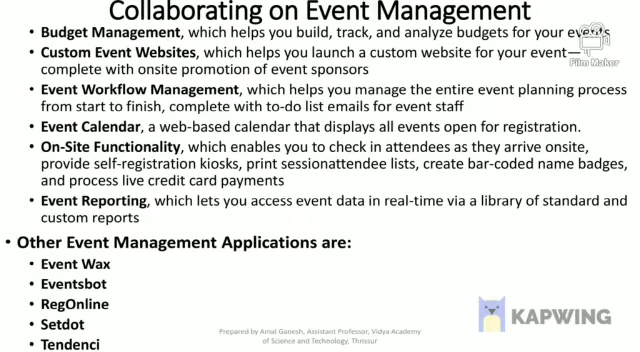 Collaborating on Event Management
• Budget Management, which helps you build, track, and analyze budgets for your events
• Custom Event Websites, which helps you launch a custom website for your event—
complete with onsite promotion of event sponsors
Film Maker
• Event Workflow Management, which helps you manage the entire event planning process
from start to finish, complete with to-do list emails for event staff
• Event Calendar, a web-based calendar that displays all events open for registration.
• On-Site Functionality, which enables you to check in attendees as they arrive onsite,
provide self-registration kiosks, print sessionattendee lists, create bar-coded name badges,
and process live credit card payments
• Event Reporting, which lets you access event data in real-time via a library of standard and
custom reports
• Other Event Management Applications are:
• Event Wax
• Eventsbot
• RegOnline
• Setdot
• Tendenci
KAPWING
Prepared by Amal Ganesh, Assistant Professor, Vidya Academy
of Science and Technology, Thrissur